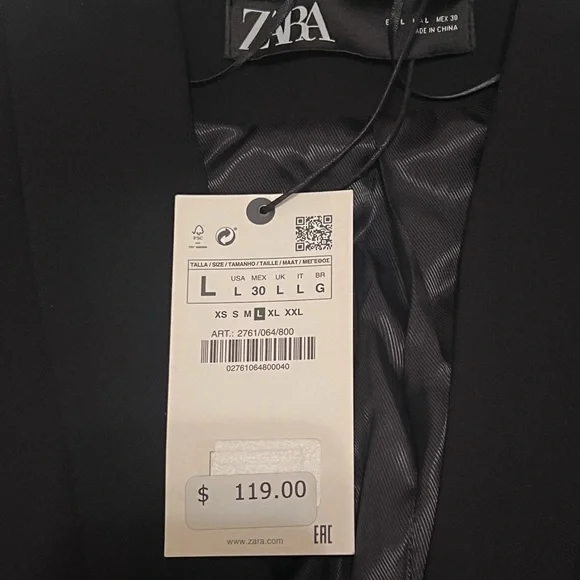 ZARA
L MEX 30
MADE IN CHINA
FSC
TALLA / SIZE / TAMANHO / TAILLE / MAAT / ΜΕΓΕΘΟΣ
L
USA MEX UK IT BR
L 30 L L G
XS S M L XL XXL
ART.: 2761/064/800
02761064800040
$ 119.00
www.zara.com
EAC